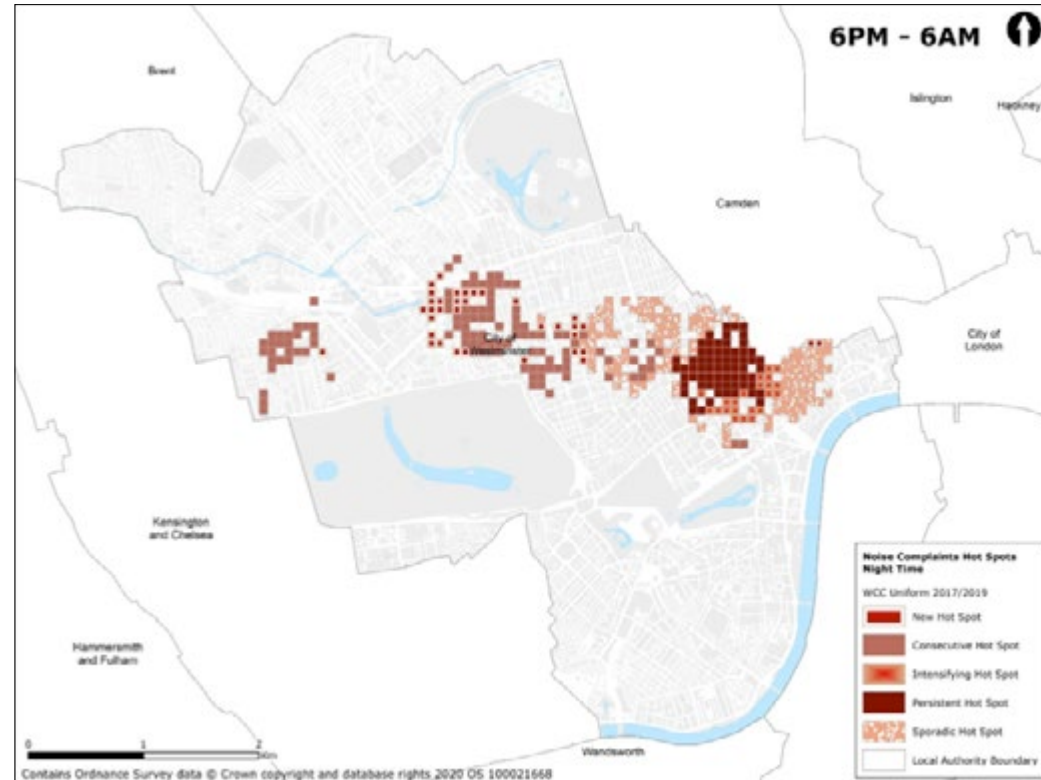 6PM - 6AM
Brent
Islington
Hackney
Camden
City of
London
City of
Westminster
Kensington
and Chelsea
Hammersmith
and Fulham
Wandsworth
Noise Complaints Hot Spots
Night Time
WCC Uniform 2017/2019
New Hot Spot
Consecutive Hot Spot
Intensifying Hot Spot
Persistent Hot Spot
Sporadic Hot Spot
Local Authority Boundary
0 1 2
Contains Ordnance Survey data © Crown copyright and database rights 2020 OS 100021668